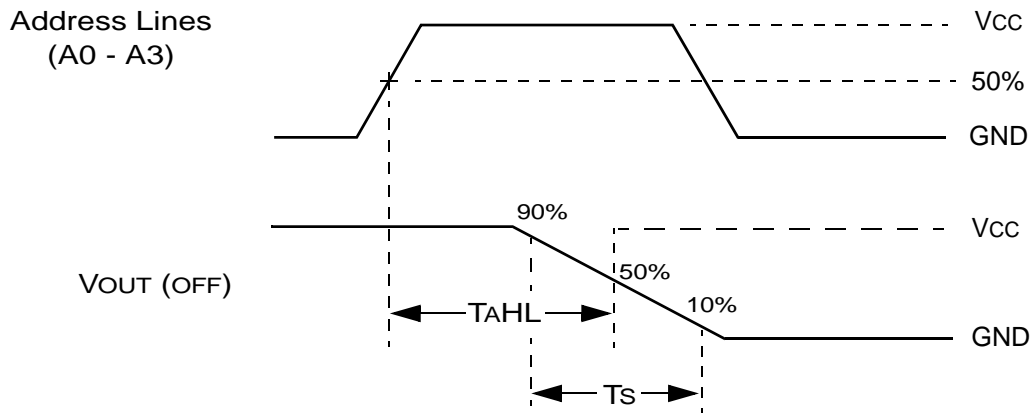 Address Lines
(A0 - A3)
VCC
50%
GND
90%
VCC
VOUT (OFF)
50%
TAHL
10%
GND
TS